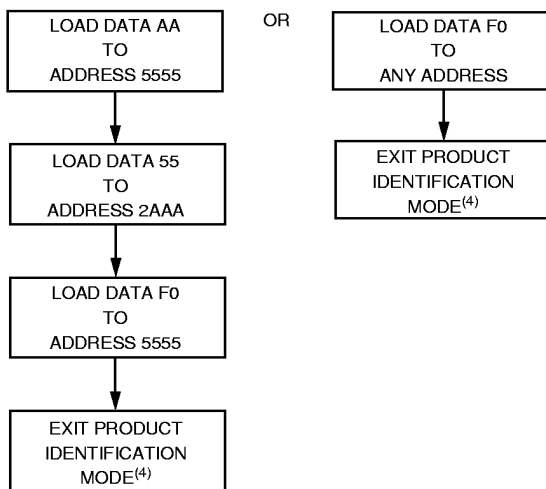 LOAD DATA AA
TO
ADDRESS 5555
LOAD DATA 55
TO
ADDRESS 2AAA
LOAD DATA F0
TO
ADDRESS 5555
EXIT PRODUCT
IDENTIFICATION
MODE(4)
OR
LOAD DATA F0
TO
ANY ADDRESS
EXIT PRODUCT
IDENTIFICATION
MODE(4)